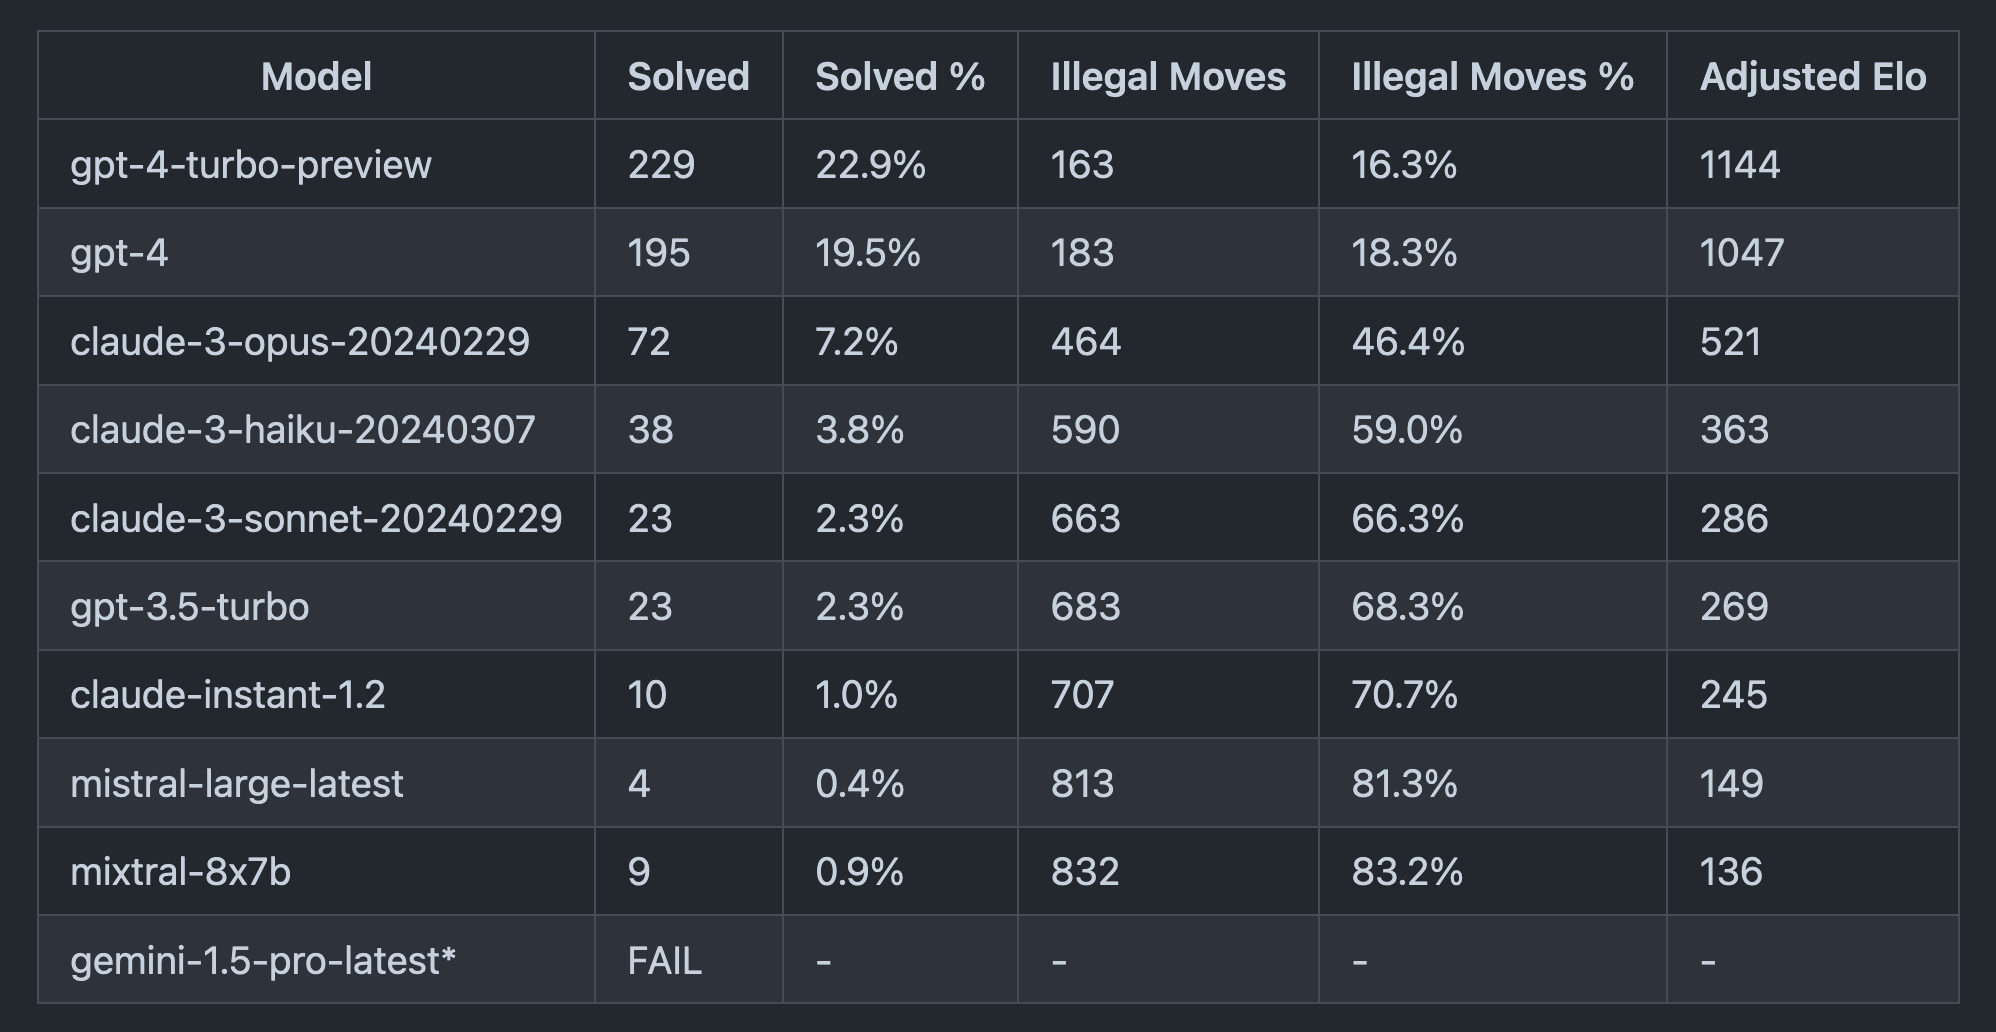 Model Solved Solved % Illegal Moves Illegal Moves % Adjusted Elo
gpt-4-turbo-preview 229 22.9% 163 16.3% 1144
gpt-4 195 19.5% 183 18.3% 1047
claude-3-opus-20240229 72 7.2% 464 46.4% 521
claude-3-haiku-20240307 38 3.8% 590 59.0% 363
claude-3-sonnet-20240229 23 2.3% 663 66.3% 286
gpt-3.5-turbo 23 2.3% 683 68.3% 269
claude-instant-1.2 10 1.0% 707 70.7% 245
mistral-large-latest 4 0.4% 813 81.3% 149
mixtral-8x7b 9 0.9% 832 83.2% 136
gemini-1.5-pro-latest* FAIL - - - -